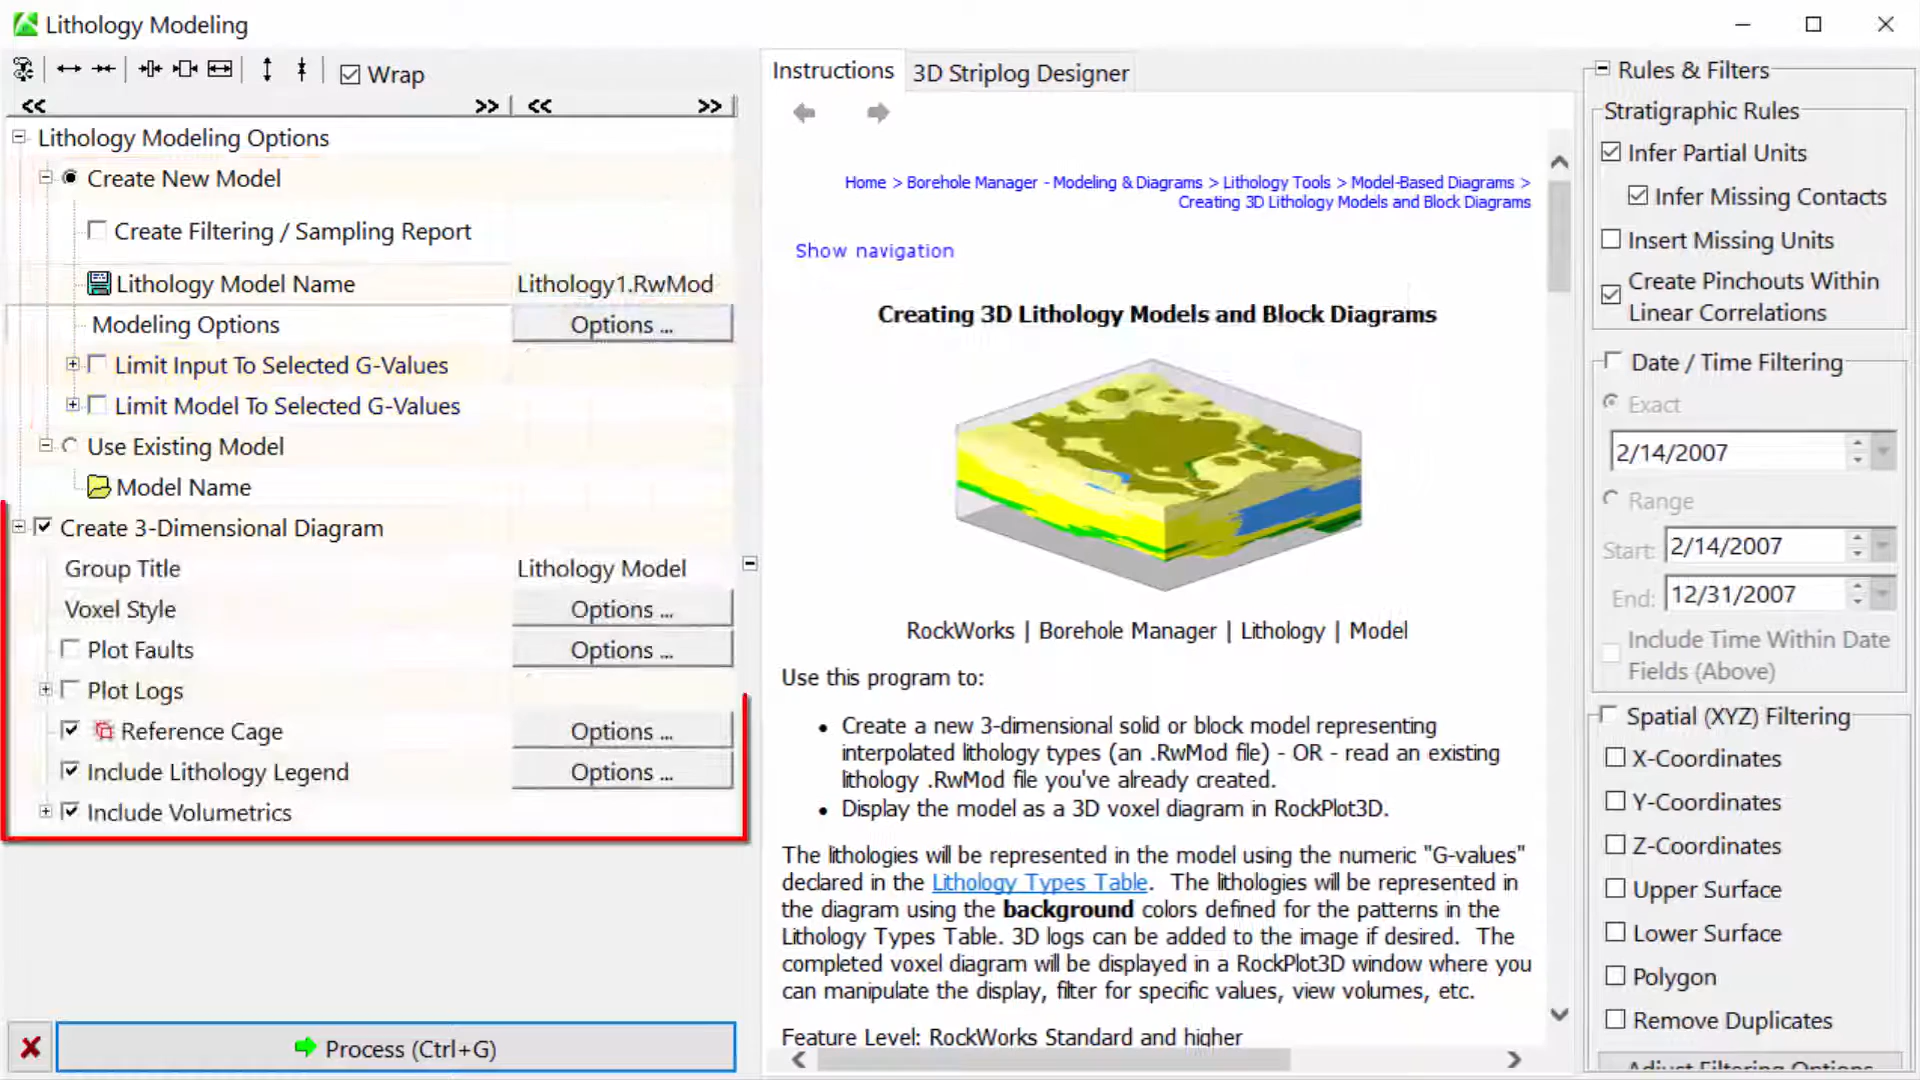 Lithology Modeling
Wrap
<< >> << >>
Lithology Modeling Options
Create New Model
Create Filtering / Sampling Report
Lithology Model Name Lithology1.RwMod
Modeling Options Options ...
Limit Input To Selected G-Values
Limit Model To Selected G-Values
Use Existing Model
Model Name
Create 3-Dimensional Diagram
Group Title Lithology Model
Voxel Style Options ...
Plot Faults Options ...
Plot Logs
Reference Cage Options ...
Include Lithology Legend Options ...
Include Volumetrics
Process (Ctrl+G)
Instructions 3D Striplog Designer
Home > Borehole Manager - Modeling & Diagrams > Lithology Tools > Model-Based Diagrams >
Creating 3D Lithology Models and Block Diagrams
Show navigation
Creating 3D Lithology Models and Block Diagrams
RockWorks | Borehole Manager | Lithology | Model
Use this program to:
• Create a new 3-dimensional solid or block model representing
interpolated lithology types (an .RwMod file) - OR - read an existing
lithology .RwMod file you've already created.
• Display the model as a 3D voxel diagram in RockPlot3D.
The lithologies will be represented in the model using the numeric "G-values"
declared in the Lithology Types Table. The lithologies will be represented in
the diagram using the background colors defined for the patterns in the
Lithology Types Table. 3D logs can be added to the image if desired. The
completed voxel diagram will be displayed in a RockPlot3D window where you
can manipulate the display, filter for specific values, view volumes, etc.
Feature Level: RockWorks Standard and higher
Rules & Filters
Stratigraphic Rules
Infer Partial Units
Infer Missing Contacts
Insert Missing Units
Create Pinchouts Within
Linear Correlations
Date / Time Filtering
Exact
2/14/2007
Range
Start: 2/14/2007
End: 12/31/2007
Include Time Within Date
Fields (Above)
Spatial (XYZ) Filtering
X-Coordinates
Y-Coordinates
Z-Coordinates
Upper Surface
Lower Surface
Polygon
Remove Duplicates
Adjust Filtering Options